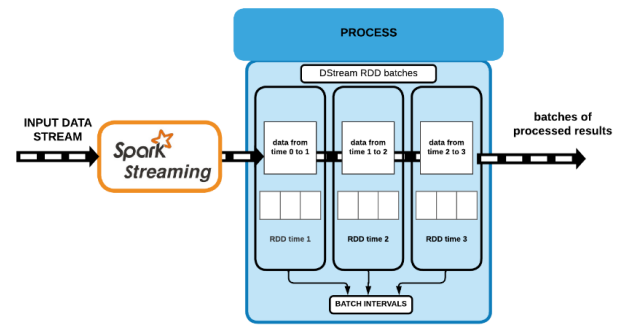 PROCESS
DStream RDD batches
INPUT DATA
STREAM
Spark
Streaming
data from
time 0 to 1
data from
time 1 to 2
data from
time 2 to 3
batches of
processed results
RDD time 1
RDD time 2
RDD time 3
BATCH INTERVALS